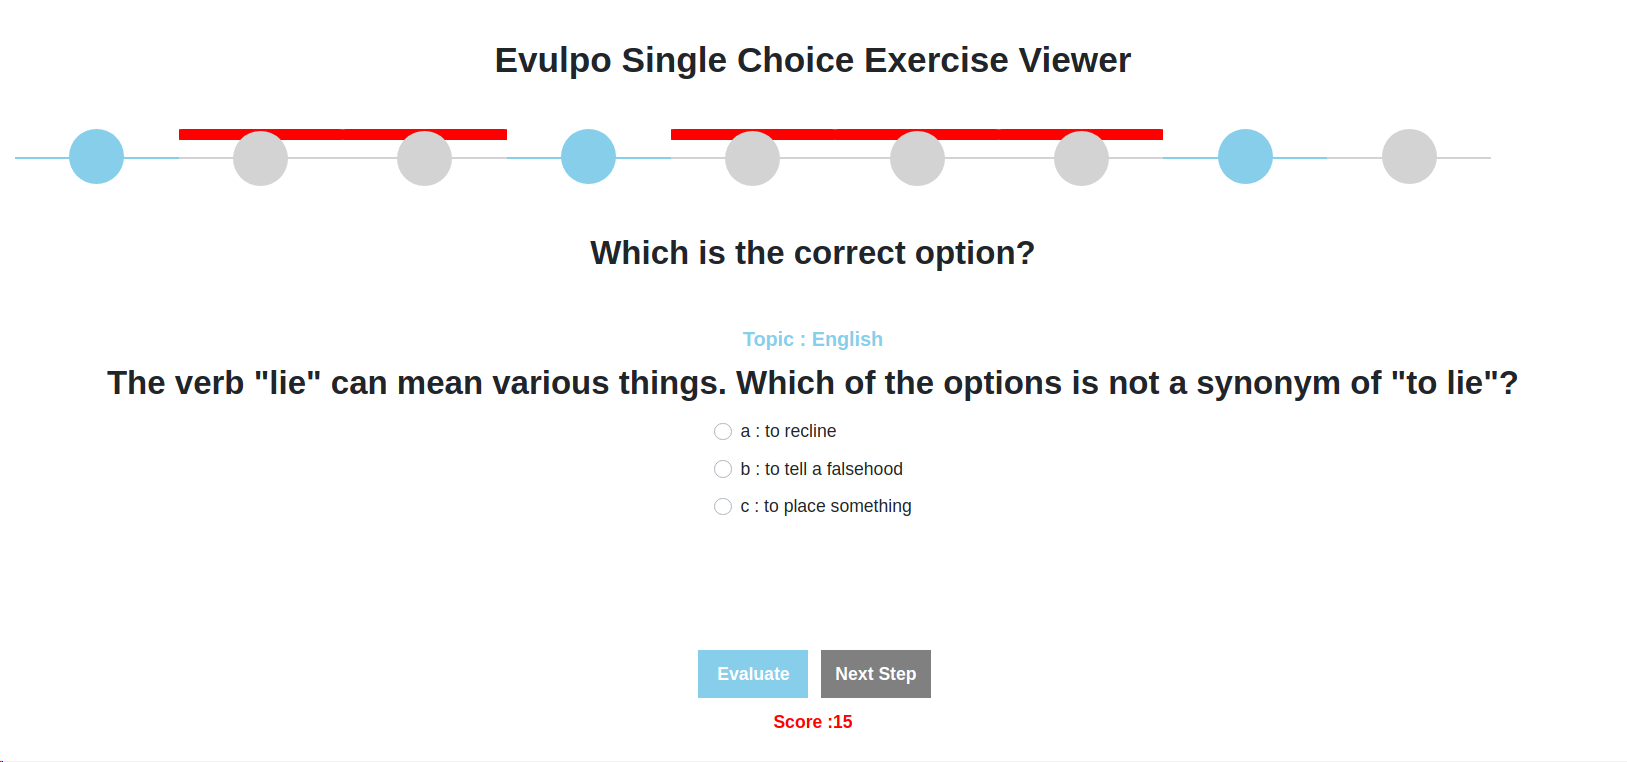 Evulpo Single Choice Exercise Viewer
Which is the correct option?
Topic : English
The verb "lie" can mean various things. Which of the options is not a synonym of "to lie"?
a : to recline
b : to tell a falsehood
c : to place something
Evaluate Next Step
Score :15